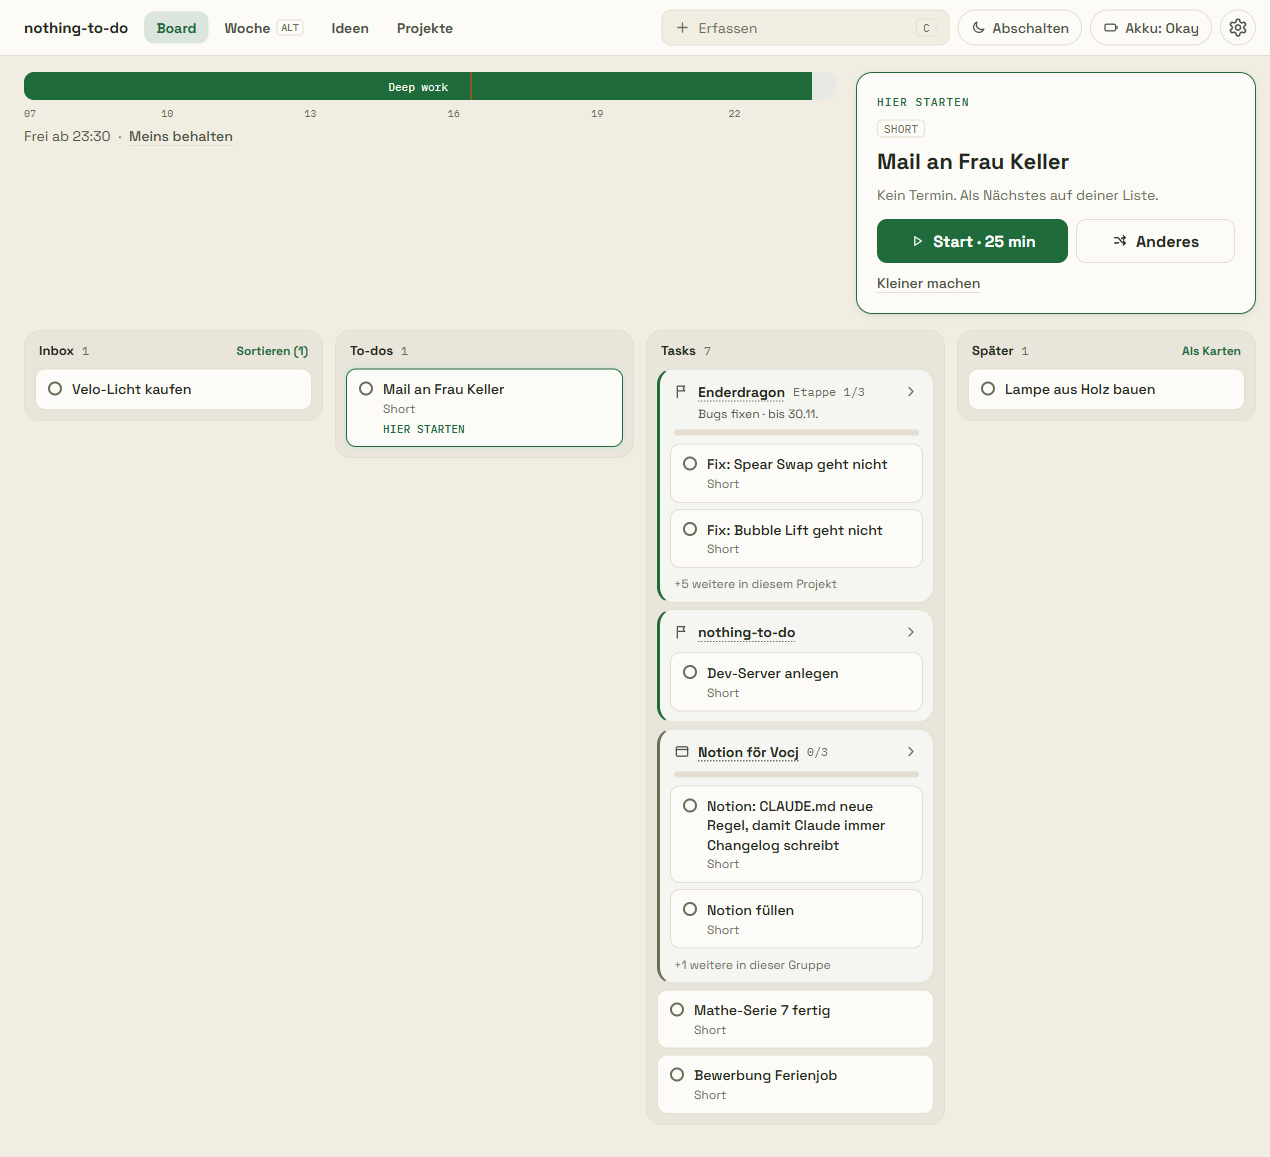 nothing-to-do
Board
Woche ALT
Ideen
Projekte
Erfassen C
Abschalten
Akku: Okay
Deep work
07 10 13 16 19 22
Frei ab 23:30 · Meins behalten
HIER STARTEN
SHORT
Mail an Frau Keller
Kein Termin. Als Nächstes auf deiner Liste.
Start · 25 min
Anderes
Kleiner machen
Inbox 1
Sortieren (1)
Velo-Licht kaufen
To-dos 1
Mail an Frau Keller
Short
HIER STARTEN
Tasks 7
Enderdragon Etappe 1/3
Bugs fixen · bis 30.11.
Fix: Spear Swap geht nicht
Short
Fix: Bubble Lift geht nicht
Short
+5 weitere in diesem Projekt
nothing-to-do
Dev-Server anlegen
Short
Notion för Vocj 0/3
Notion: CLAUDE.md neue
Regel, damit Claude immer
Changelog schreibt
Short
Notion füllen
Short
+1 weitere in dieser Gruppe
Mathe-Serie 7 fertig
Short
Bewerbung Ferienjob
Short
Später 1
Als Karten
Lampe aus Holz bauen